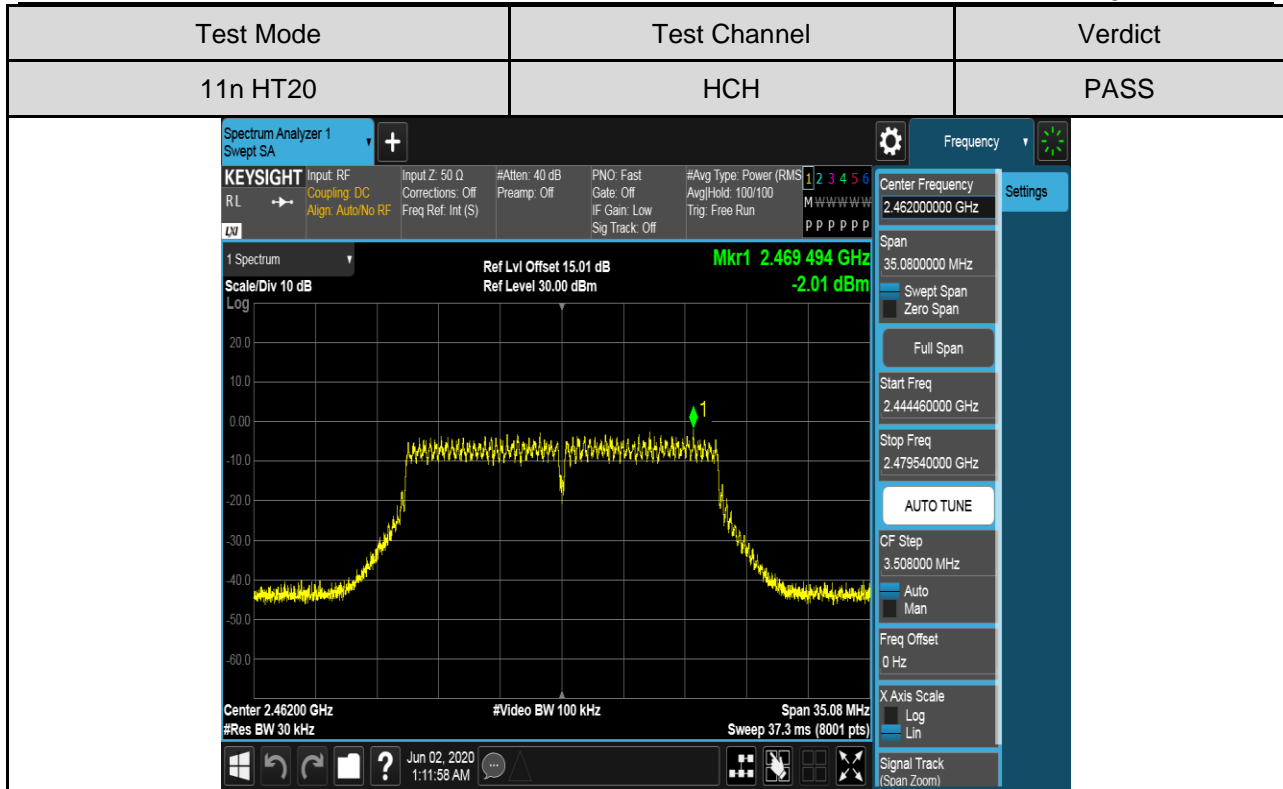 Test Mode Test Channel Verdict
11n HT20 HCH PASS
Spectrum Analyzer 1
Swept SA
+
Frequency
KEYSIGHT
RL
LXI
Input: RF
Coupling: DC
Align: Auto/No RF
Input Z: 50 Ω
Corrections: Off
Freq Ref: Int (S)
#Atten: 40 dB
Preamp: Off
PNO: Fast
Gate: Off
IF Gain: Low
Sig Track: Off
#Avg Type: Power (RMS
Avg|Hold: 100/100
Trig: Free Run
1 2 3 4 5 6
M W W W W W
P P P P P P
1 Spectrum
Scale/Div 10 dB
Ref Lvl Offset 15.01 dB
Ref Level 30.00 dBm
Mkr1 2.469 494 GHz
-2.01 dBm
Log
20.0
10.0
0.00
-10.0
-20.0
-30.0
-40.0
-50.0
-60.0
1
Center 2.46200 GHz
#Res BW 30 kHz
#Video BW 100 kHz
Span 35.08 MHz
Sweep 37.3 ms (8001 pts)
Center Frequency
2.462000000 GHz
Settings
Span
35.0800000 MHz
Swept Span
Zero Span
Full Span
Start Freq
2.444460000 GHz
Stop Freq
2.479540000 GHz
AUTO TUNE
CF Step
3.508000 MHz
Auto
Man
Freq Offset
0 Hz
X Axis Scale
Log
Lin
Signal Track
(Span Zoom)
?
Jun 02, 2020
1:11:58 AM